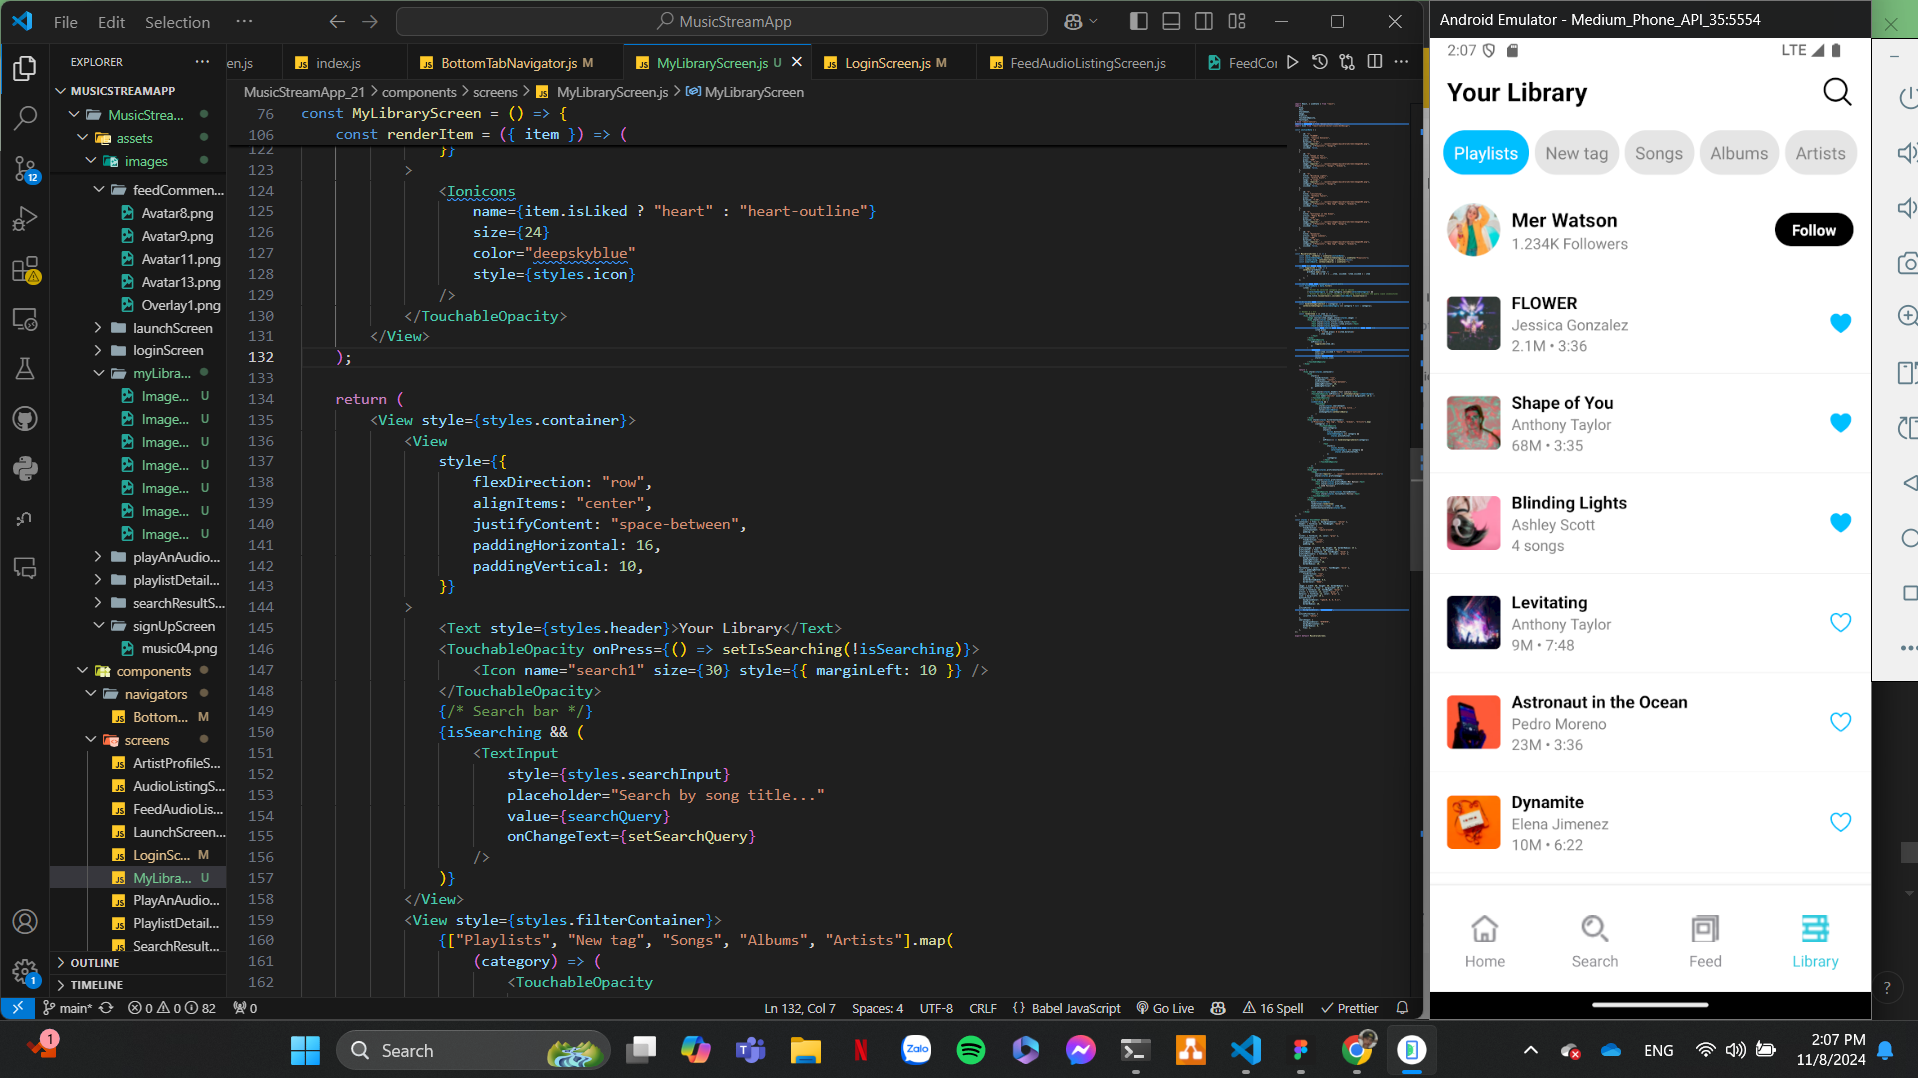 File Edit Selection ···
MusicStreamApp
EXPLORER
MUSICSTREAMAPP
MusicStrea...
assets
images
feedCommen...
Avatar8.png
Avatar9.png
Avatar11.png
Avatar13.png
Overlay1.png
launchScreen
loginScreen
myLibra...
Image... U
Image... U
Image... U
Image... U
Image... U
Image... U
Image... U
playAnAudio...
playlistDetail...
searchResultS...
signUpScreen
music04.png
components
navigators
Bottom... M
screens
ArtistProfileS...
AudioListingS...
FeedAudioLis...
LaunchScreen...
LoginSc... M
MyLibra... U
PlayAnAudio...
PlaylistDetail...
SearchResult...
OUTLINE
TIMELINE
12
1
en.js
index.js
BottomTabNavigator.js M
MyLibraryScreen.js U
LoginScreen.js M
FeedAudioListingScreen.js
FeedCor
MusicStreamApp_21 > components > screens > MyLibraryScreen.js > MyLibraryScreen
76 const MyLibraryScreen = () => {
106 const renderItem = ({ item }) => (
122 }}
123 >
124 <Ionicons
125 name={item.isLiked ? "heart" : "heart-outline"}
126 size={24}
127 color="deepskyblue"
128 style={styles.icon}
129 />
130 </TouchableOpacity>
131 </View>
132 );
133
134 return (
135 <View style={styles.container}>
136 <View
137 style={{
138 flexDirection: "row",
139 alignItems: "center",
140 justifyContent: "space-between",
141 paddingHorizontal: 16,
142 paddingVertical: 10,
143 }}
144 >
145 <Text style={styles.header}>Your Library</Text>
146 <TouchableOpacity onPress={() => setIsSearching(!isSearching)}>
147 <Icon name="search1" size={30} style={{ marginLeft: 10 }} />
148 </TouchableOpacity>
149 {/* Search bar */}
150 {isSearching && (
151 <TextInput
152 style={styles.searchInput}
153 placeholder="Search by song title..."
154 value={searchQuery}
155 onChangeText={setSearchQuery}
156 />
157 )}
158 </View>
159 <View style={styles.filterContainer}>
160 {["Playlists", "New tag", "Songs", "Albums", "Artists"].map(
161 (category) => (
162 <TouchableOpacity
main* 0 0 82 0
Ln 132, Col 7 Spaces: 4 UTF-8 CRLF {} Babel JavaScript Go Live 16 Spell Prettier
Android Emulator - Medium_Phone_API_35:5554
2:07 LTE
Your Library
Playlists New tag Songs Albums Artists
Mer Watson
1.234K Followers
Follow
FLOWER
Jessica Gonzalez
2.1M • 3:36
Shape of You
Anthony Taylor
68M • 3:35
Blinding Lights
Ashley Scott
4 songs
Levitating
Anthony Taylor
9M • 7:48
Astronaut in the Ocean
Pedro Moreno
23M • 3:36
Dynamite
Elena Jimenez
10M • 6:22
Home Search Feed Library
1
Search
Zalo
ENG
2:07 PM
11/8/2024